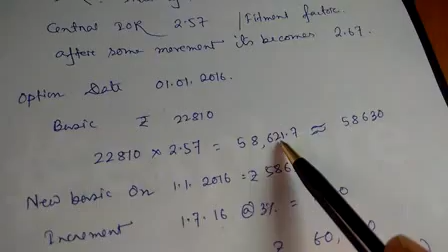 Central DOR 2.57 /Fitment factor
after some movement its becomes 2.67.
Option Date 01.01.2016.
Basic ₹ 22810
22810 × 2.57 = 58,621.7 ≈ 58630
New basic on 1.1.2016 = ₹ 586
Increment 1.7.16 @ 3% = 0
60,